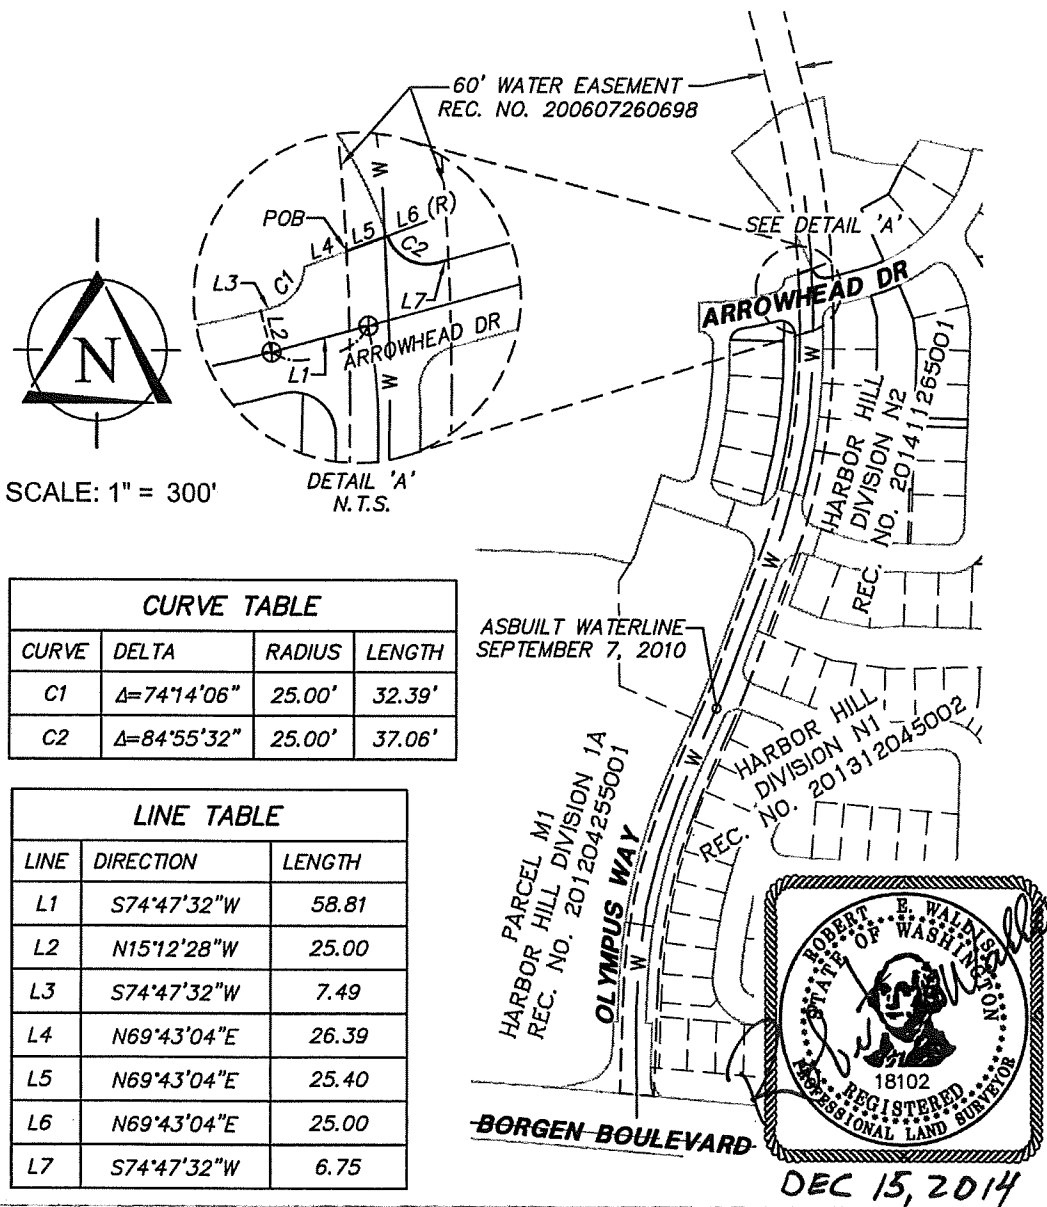 60' WATER EASEMENT
REC. NO. 200607260698
POB
L4
L5
L6 (R)
W
C2
L3
C1
L2
L7
ARROWHEAD DR
L1
W
DETAIL 'A'
N.T.S.
N
SCALE: 1" = 300'
SEE DETAIL 'A'
ARROWHEAD DR
W
HARBOR HILL
DIVISION N2
REC. NO. 201411265001
W
ASBUILT WATERLINE
SEPTEMBER 7, 2010
W
HARBOR HILL
DIVISION N1
REC. NO. 201312045002
PARCEL M1
HARBOR HILL DIVISION 1A
REC. NO. 201204255001
OLYMPUS WAY
W
BORGEN BOULEVARD
CURVE TABLE
CURVE DELTA RADIUS LENGTH
C1 Δ=74°14'06" 25.00' 32.39'
C2 Δ=84°55'32" 25.00' 37.06'
LINE TABLE
LINE DIRECTION LENGTH
L1 S74°47'32"W 58.81
L2 N15°12'28"W 25.00
L3 S74°47'32"W 7.49
L4 N69°43'04"E 26.39
L5 N69°43'04"E 25.40
L6 N69°43'04"E 25.00
L7 S74°47'32"W 6.75
ROBERT E. WALLIS
STATE OF WASHINGTON
18102
REGISTERED
PROFESSIONAL LAND SURVEYOR
DEC 15, 2014